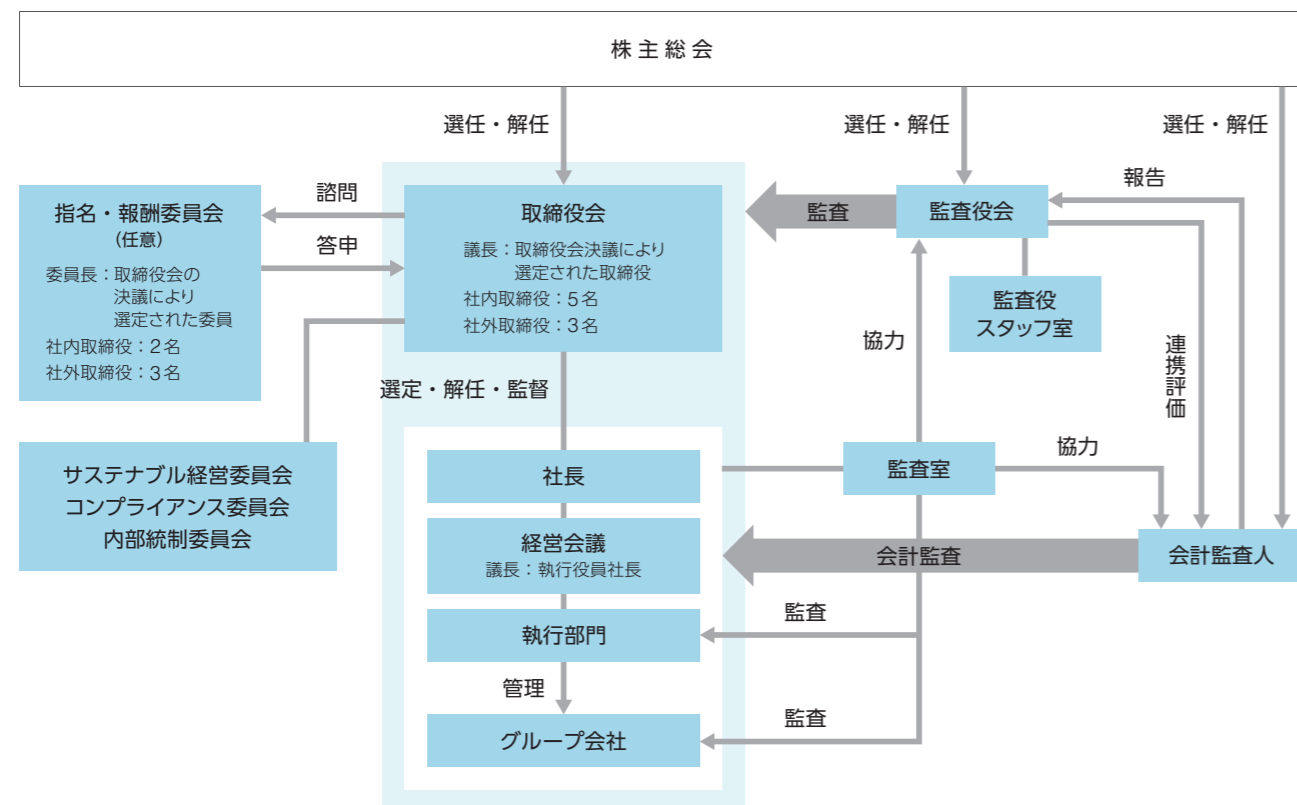 株主総会
選任・解任
選任・解任
選任・解任
指名・報酬委員会
(任意)
委員長：取締役会の
決議により
選定された委員
社内取締役：2名
社外取締役：3名
諮問
答申
取締役会
議長：取締役会決議により
選定された取締役
社内取締役：5名
社外取締役：3名
監査
監査役会
報告
監査役
スタッフ室
協力
連携評価
選定・解任・監督
サステナブル経営委員会
コンプライアンス委員会
内部統制委員会
社長
監査室
協力
経営会議
議長：執行役員社長
会計監査
会計監査人
執行部門
監査
管理
グループ会社
監査